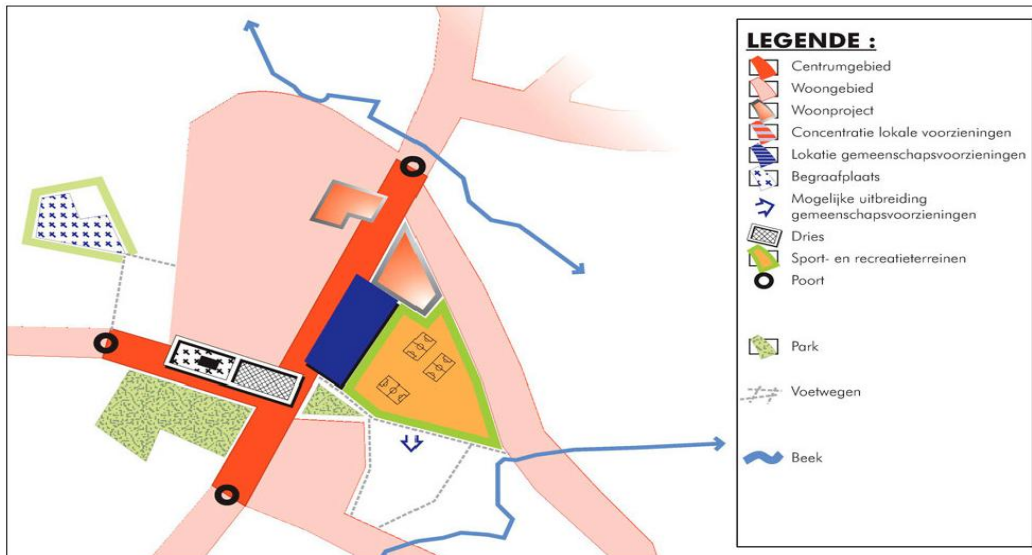 LEGENDE :
Centrumgebied
Woongebied
Woonproject
Concentratie lokale voorzieningen
Lokatie gemeenschapsvoorzieningen
Begraafplaats
Mogelijke uitbreiding
gemeenschapsvoorzieningen
Dries
Sport- en recreatieterreinen
Poort
Park
Voetwegen
Beek